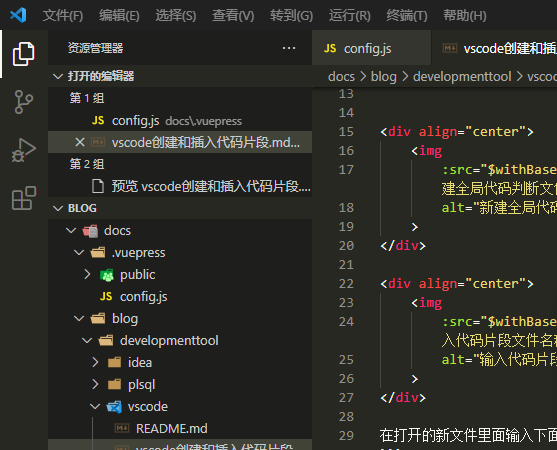 文件(F) 编辑(E) 选择(S) 查看(V) 转到(G) 运行(R) 终端(T) 帮助(H)
资源管理器 ...
JS config.js
vscode创建和插
打开的编辑器
docs > blog > developmenttool > vscod
第 1 组
JS config.js docs\.vuepress
vscode创建和插入代码片段.md...
第 2 组
预览 vscode创建和插入代码片段....
BLOG
docs
.vuepress
public
JS config.js
blog
developmenttool
idea
plsql
vscode
README.md
vscode创建和插入代码片段
13
14
15 <div align="center">
16 <img
17 :src="$withBase
建全局代码判断文件
18 alt="新建全局代码
19 >
20 </div>
21
22 <div align="center">
23 <img
24 :src="$withBase
入代码片段文件名称
25 alt="输入代码片段
26 >
27 </div>
28
29 在打开的新文件里面输入下面